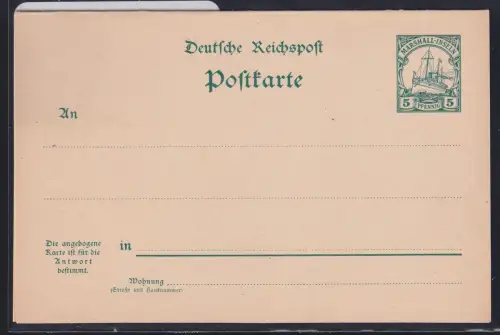 Deutsche Reichspost
Postkarte
MARSHALL-INSELN
5 PFENNIG 5
An
Die angebogene
Karte ist für die
Antwort
bestimmt.
in
Wohnung
(Straße und Hausnummer)